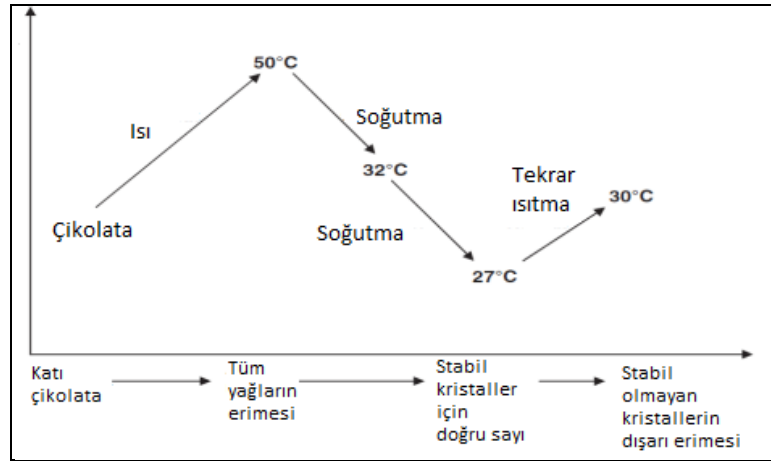 50°C
Isı
Soğutma
32°C
Tekrar
ısıtma
30°C
Çikolata
Soğutma
27°C
Katı
çikolata
Tüm
yağların
erimesi
Stabil
kristaller
için
doğru sayı
Stabil
olmayan
kristallerin
dışarı erimesi